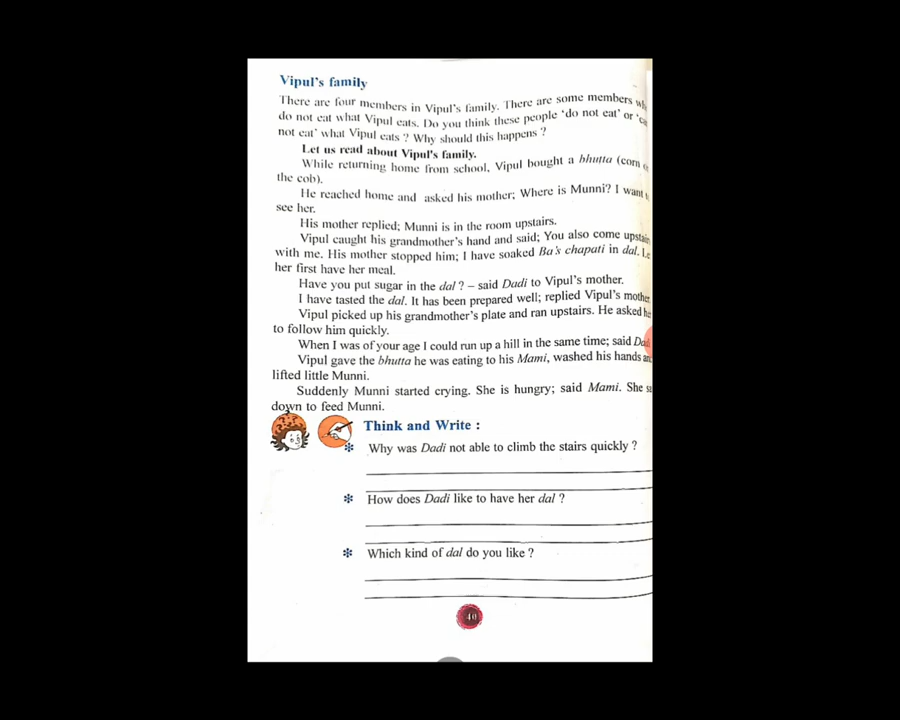 Vipul's family
There are four members in Vipul's family. There are some members
do not eat what Vipul eats. Do you think these people 'do not eat' or
not eat' what Vipul eats ? Why should this happens ?
Let us read about Vipul's family.
While returning home from school, Vipul bought a bhutta (corn
the cob).
He reached home and asked his mother; Where is Munni? I want
see her.
His mother replied; Munni is in the room upstairs.
Vipul caught his grandmother's hand and said; You also come
with me. His mother stopped him; I have soaked Ba's chapati in dal.
her first have her meal.
Have you put sugar in the dal ? – said Dadi to Vipul's mother.
I have tasted the dal. It has been prepared well; replied Vipul's mother
Vipul picked up his grandmother's plate and ran upstairs. He asked
to follow him quickly.
When I was of your age I could run up a hill in the same time; said
Vipul gave the bhutta he was eating to his Mami, washed his hands
lifted little Munni.
Suddenly Munni started crying. She is hungry; said Mami. She
down to feed Munni.
Think and Write :
* Why was Dadi not able to climb the stairs quickly ?
* How does Dadi like to have her dal ?
* Which kind of dal do you like ?
40